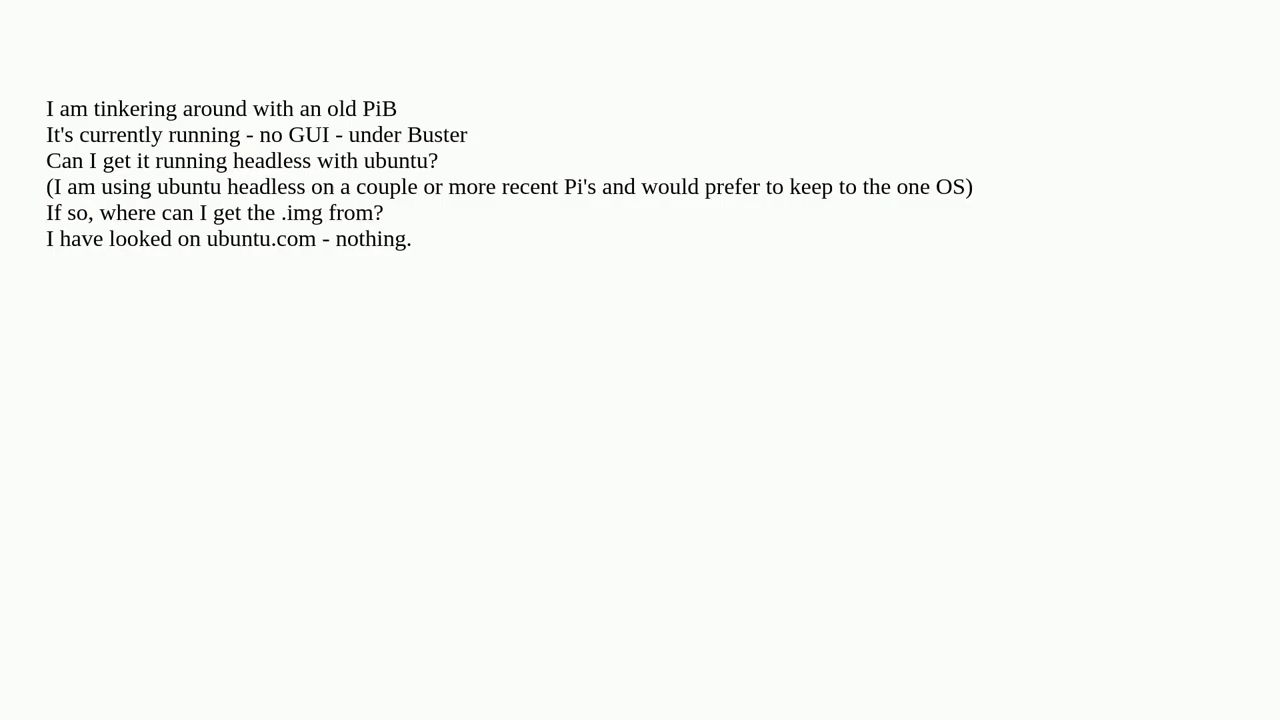 I am tinkering around with an old PiB
It's currently running - no GUI - under Buster
Can I get it running headless with ubuntu?
(I am using ubuntu headless on a couple or more recent Pi's and would prefer to keep to the one OS)
If so, where can I get the .img from?
I have looked on ubuntu.com - nothing.